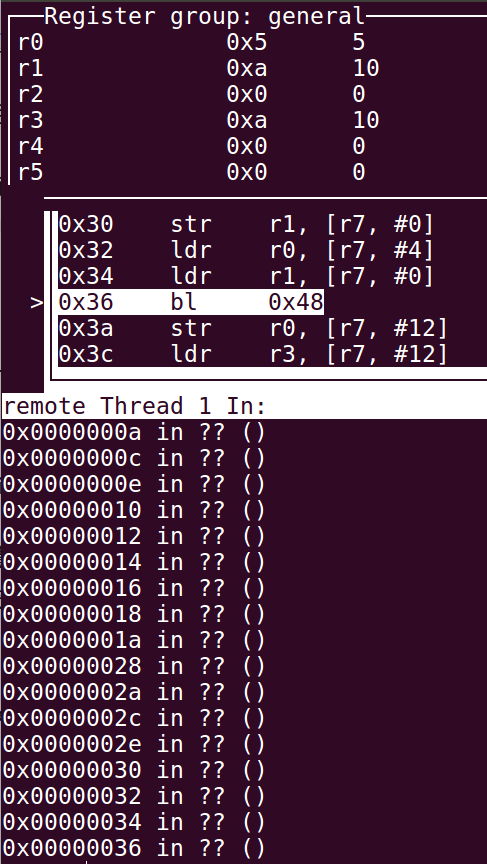 Register group: general
r0 0x5 5
r1 0xa 10
r2 0x0 0
r3 0xa 10
r4 0x0 0
r5 0x0 0
0x30 str r1, [r7, #0]
0x32 ldr r0, [r7, #4]
0x34 ldr r1, [r7, #0]
>0x36 bl 0x48
0x3a str r0, [r7, #12]
0x3c ldr r3, [r7, #12]
remote Thread 1 In:
0x0000000a in ?? ()
0x0000000c in ?? ()
0x0000000e in ?? ()
0x00000010 in ?? ()
0x00000012 in ?? ()
0x00000014 in ?? ()
0x00000016 in ?? ()
0x00000018 in ?? ()
0x0000001a in ?? ()
0x00000028 in ?? ()
0x0000002a in ?? ()
0x0000002c in ?? ()
0x0000002e in ?? ()
0x00000030 in ?? ()
0x00000032 in ?? ()
0x00000034 in ?? ()
0x00000036 in ?? ()